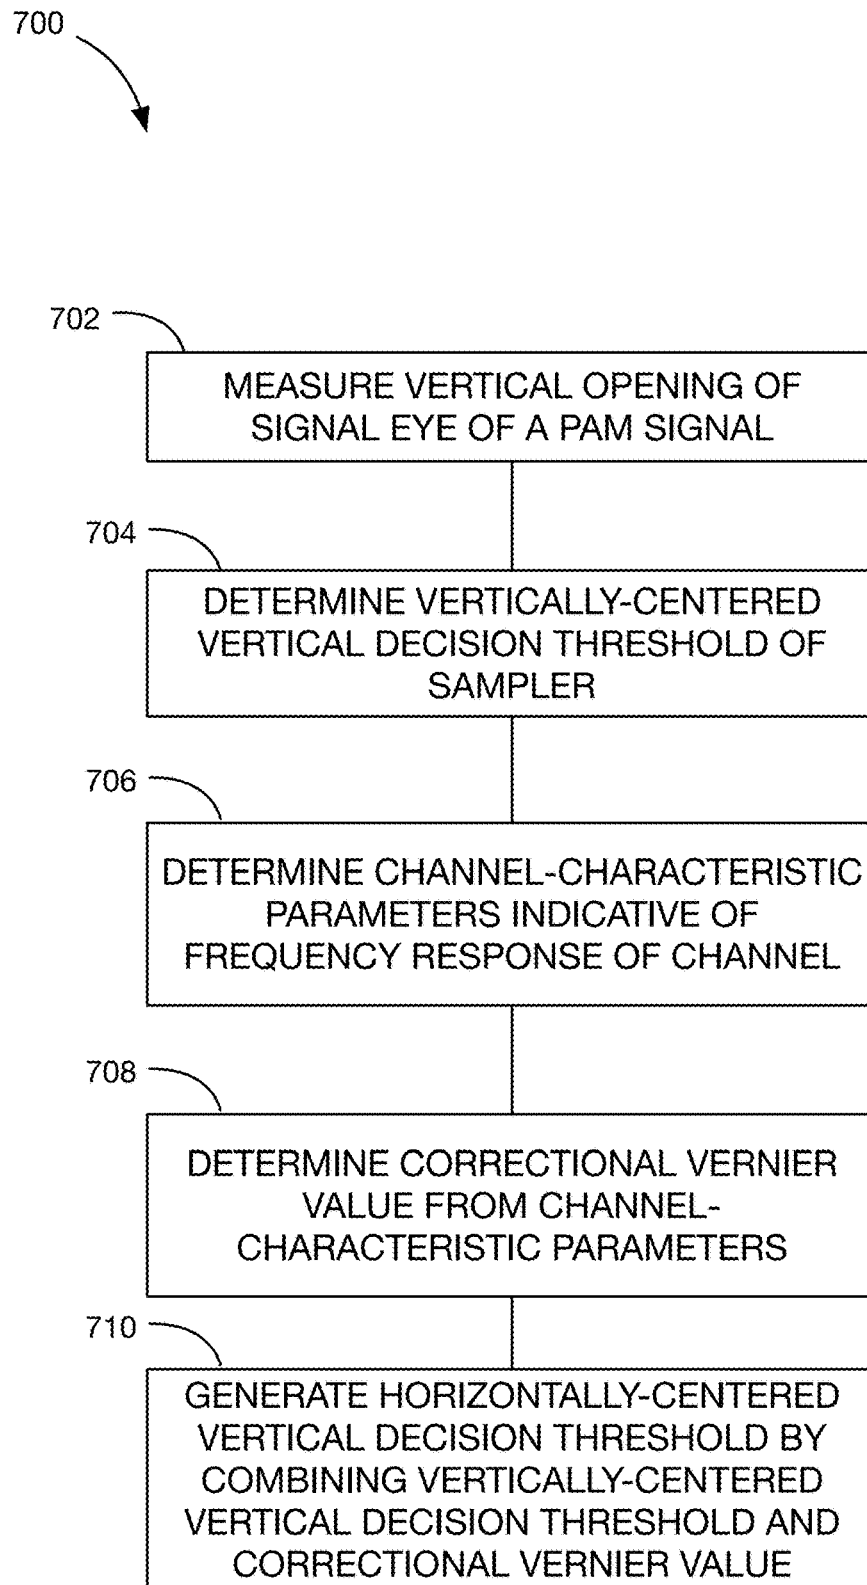 700
702
MEASURE VERTICAL OPENING OF
SIGNAL EYE OF A PAM SIGNAL
704
DETERMINE VERTICALLY-CENTERED
VERTICAL DECISION THRESHOLD OF
SAMPLER
706
DETERMINE CHANNEL-CHARACTERISTIC
PARAMETERS INDICATIVE OF
FREQUENCY RESPONSE OF CHANNEL
708
DETERMINE CORRECTIONAL VERNIER
VALUE FROM CHANNEL-
CHARACTERISTIC PARAMETERS
710
GENERATE HORIZONTALLY-CENTERED
VERTICAL DECISION THRESHOLD BY
COMBINING VERTICALLY-CENTERED
VERTICAL DECISION THRESHOLD AND
CORRECTIONAL VERNIER VALUE